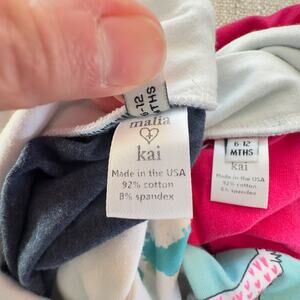 6-12
MTHS
malia
kai
Made in the USA
92% cotton
8% spandex
6-12
MTHS
kai
Made in the USA
92% cotton
8% spandex